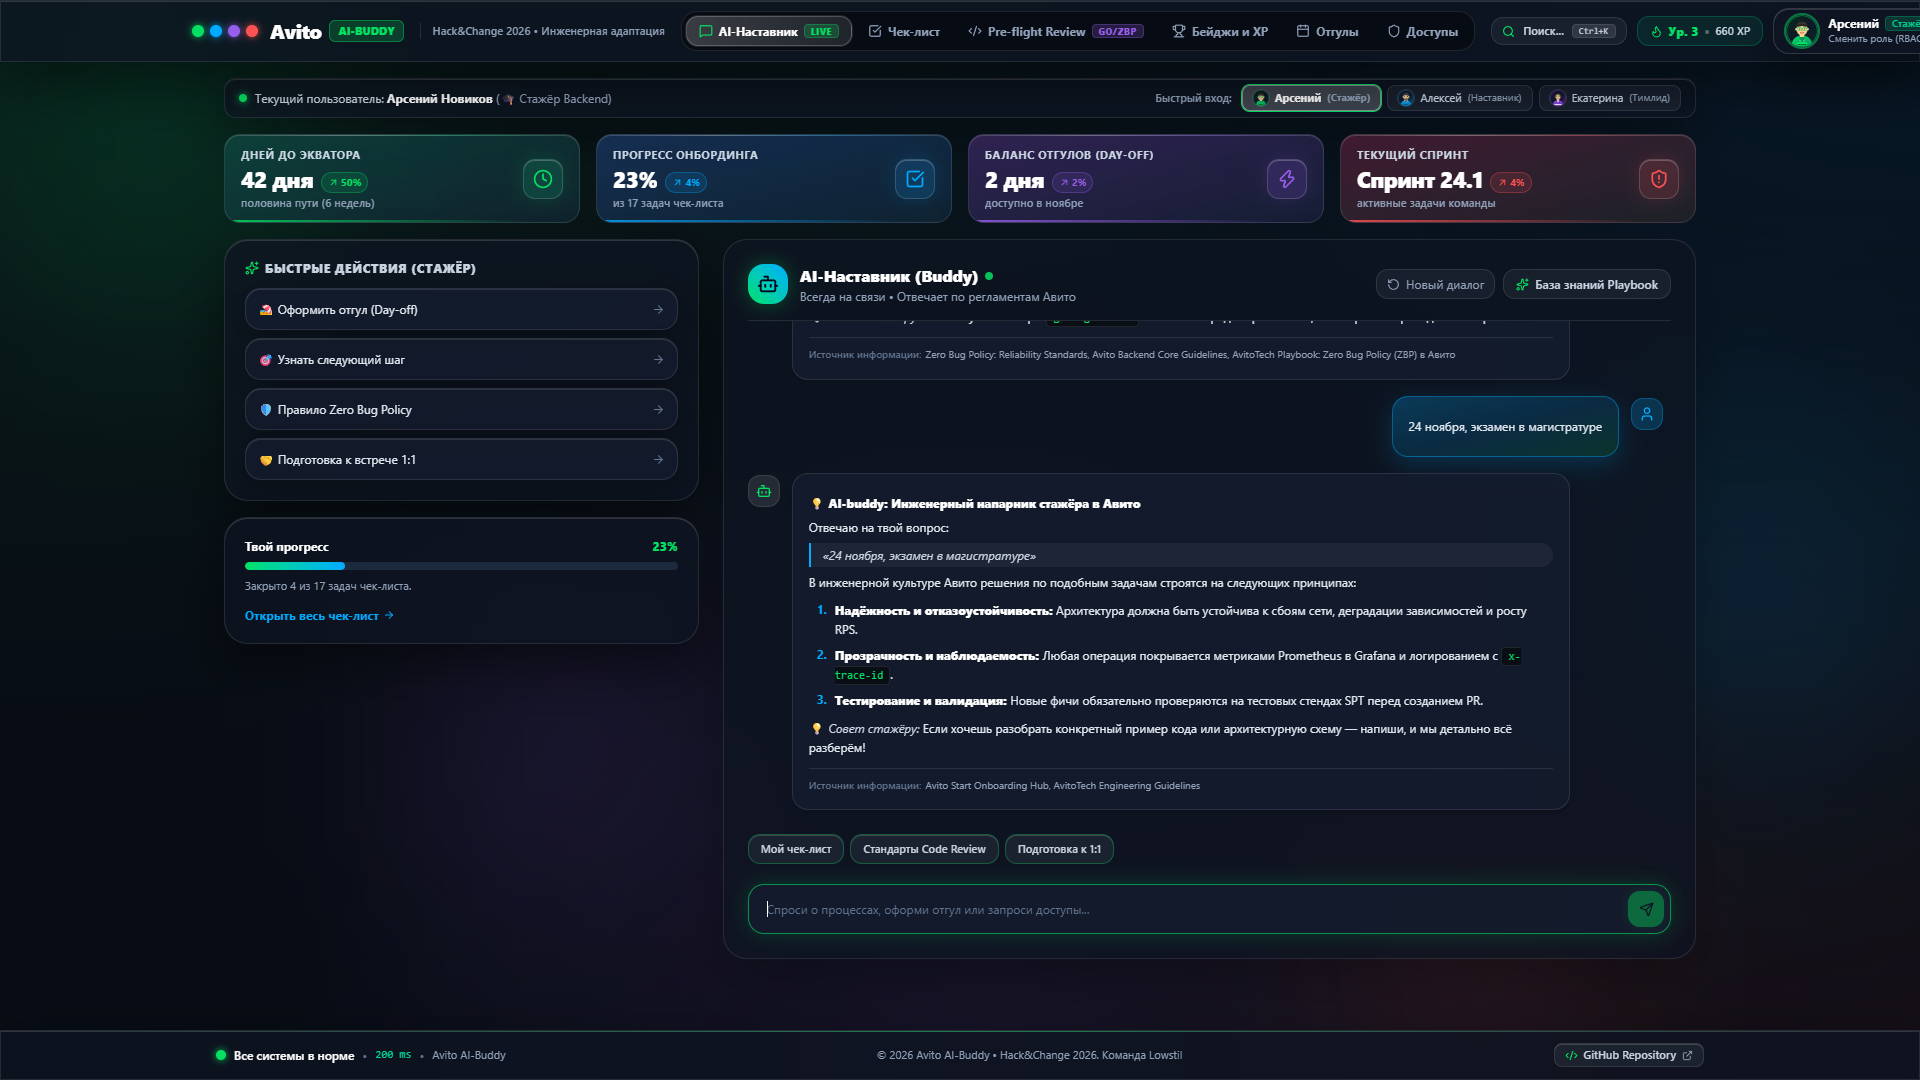 Avito AI-BUDDY Hack&Change 2026 • Инженерная адаптация AI-Наставник LIVE Чек-лист Pre-flight Review GO/ZBP Бейджи и XP Отгулы Доступы Поиск... Ctrl+K Ур. 3 • 660 XP Арсений
Сменить роль (RBAC
Текущий пользователь: Арсений Новиков ( Стажёр Backend) Быстрый вход: Арсений (Стажёр) Алексей (Наставник) Екатерина (Тимлид)
ДНЕЙ ДО ЭКВАТОРА
42 дня 50%
половина пути (6 недель)
ПРОГРЕСС ОНБОРДИНГА
23% 4%
из 17 задач чек-листа
БАЛАНС ОТГУЛОВ (DAY-OFF)
2 дня 2%
доступно в ноябре
ТЕКУЩИЙ СПРИНТ
Спринт 24.1 4%
активные задачи команды
БЫСТРЫЕ ДЕЙСТВИЯ (СТАЖЁР)
Оформить отгул (Day-off)
Узнать следующий шаг
Правило Zero Bug Policy
Подготовка к встрече 1:1
Твой прогресс 23%
Закрыто 4 из 17 задач чек-листа.
Открыть весь чек-лист
AI-Наставник (Buddy)
Всегда на связи • Отвечает по регламентам Авито
Новый диалог База знаний Playbook
Источник информации: Zero Bug Policy: Reliability Standards, Avito Backend Core Guidelines, AvitoTech Playbook: Zero Bug Policy (ZBP) в Авито
24 ноября, экзамен в магистратуре
AI-buddy: Инженерный напарник стажёра в Авито
Отвечаю на твой вопрос:
«24 ноября, экзамен в магистратуре»
В инженерной культуре Авито решения по подобным задачам строятся на следующих принципах:
1. Надёжность и отказоустойчивость: Архитектура должна быть устойчива к сбоям сети, деградации зависимостей и росту
RPS.
2. Прозрачность и наблюдаемость: Любая операция покрывается метриками Prometheus в Grafana и логированием с x-
trace-id .
3. Тестирование и валидация: Новые фичи обязательно проверяются на тестовых стендах SPT перед созданием PR.
Совет стажёру: Если хочешь разобрать конкретный пример кода или архитектурную схему — напиши, и мы детально всё
разберём!
Источник информации: Avito Start Onboarding Hub, AvitoTech Engineering Guidelines
Мой чек-лист Стандарты Code Review Подготовка к 1:1
Спроси о процессах, оформи отгул или запроси доступы...
Все системы в норме • 200 ms • Avito AI-Buddy
© 2026 Avito AI-Buddy • Hack&Change 2026. Команда Lowstil
GitHub Repository